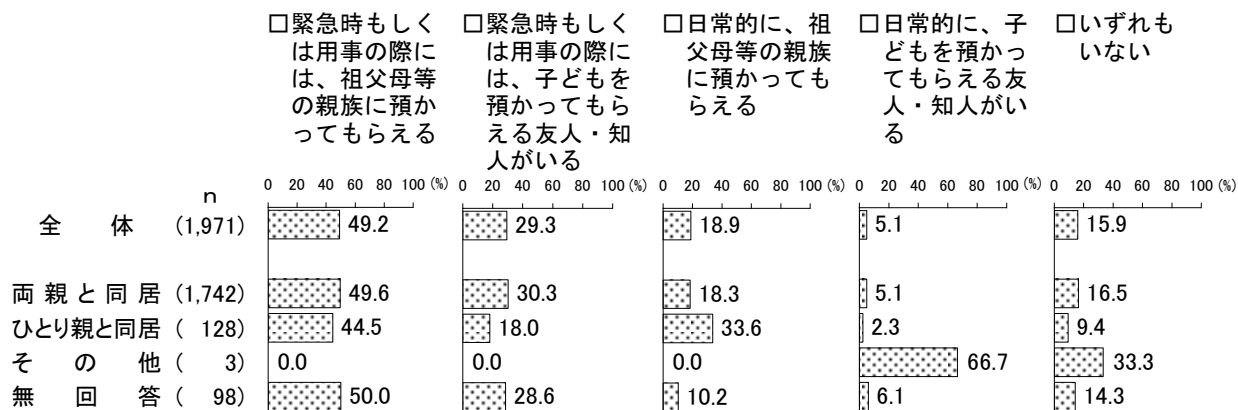 □緊急時もしく
は用事の際に
は、祖父母等
の親族に預か
ってもらえる
□緊急時もしく
は用事の際に
は、子どもを
預かってもら
える友人・知
人がいる
□日常的に、祖
父母等の親族
に預かっても
らえる
□日常的に、子
どもを預かっ
てもらえる友
人・知人がい
る
□いずれも
いない
n
0 20 40 60 80 100 (%)
0 20 40 60 80 100 (%)
0 20 40 60 80 100 (%)
0 20 40 60 80 100 (%)
0 20 40 60 80 100 (%)
全体 (1,971) 49.2 29.3 18.9 5.1 15.9
両親と同居 (1,742) 49.6 30.3 18.3 5.1 16.5
ひとり親と同居 ( 128) 44.5 18.0 33.6 2.3 9.4
その他 ( 3) 0.0 0.0 0.0 66.7 33.3
無回答 ( 98) 50.0 28.6 10.2 6.1 14.3